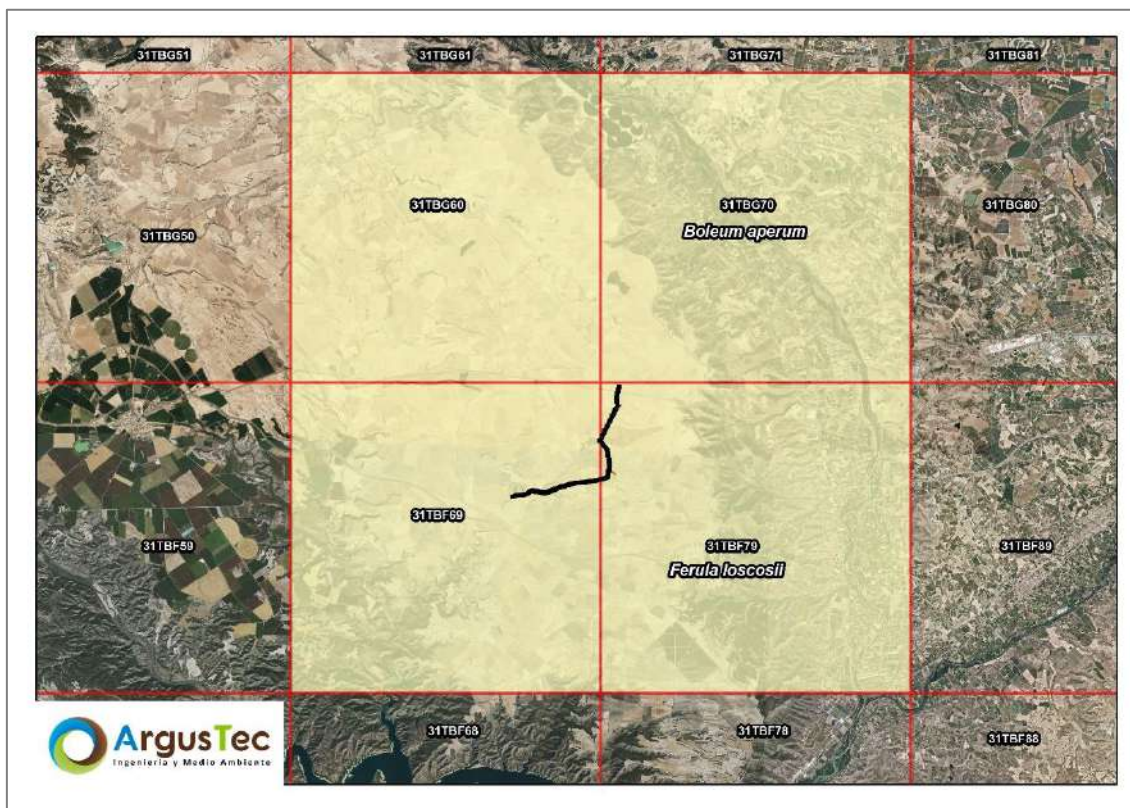 31TBG51
31TBG61
31TBG71
31TBG81
31TBG50
31TBG60
31TBG70
Boleum aperum
31TBG80
31TBF59
31TBF69
31TBF79
Ferula loscosii
31TBF89
31TBF68
31TBF78
31TBF88
ArgusTec
Ingeniería y Medio Ambiente